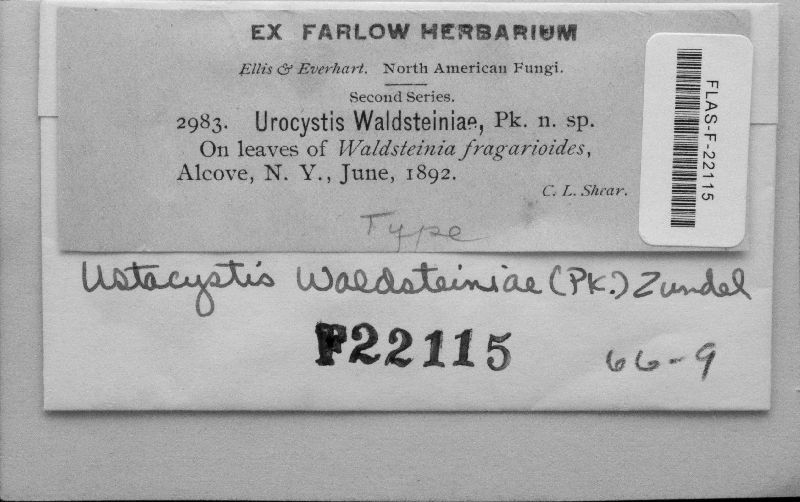 EX FARLOW HERBARIUM
Ellis & Everhart. North American Fungi.
Second Series.
2983. Urocystis Waldsteiniae, Pk. n. sp.
On leaves of Waldsteinia fragarioides,
Alcove, N. Y., June, 1892.
C. L. Shear.
Type
FLAS-F-22115
Ustacystis Waldsteiniae (Pk.) Zundel
F22115
66-9